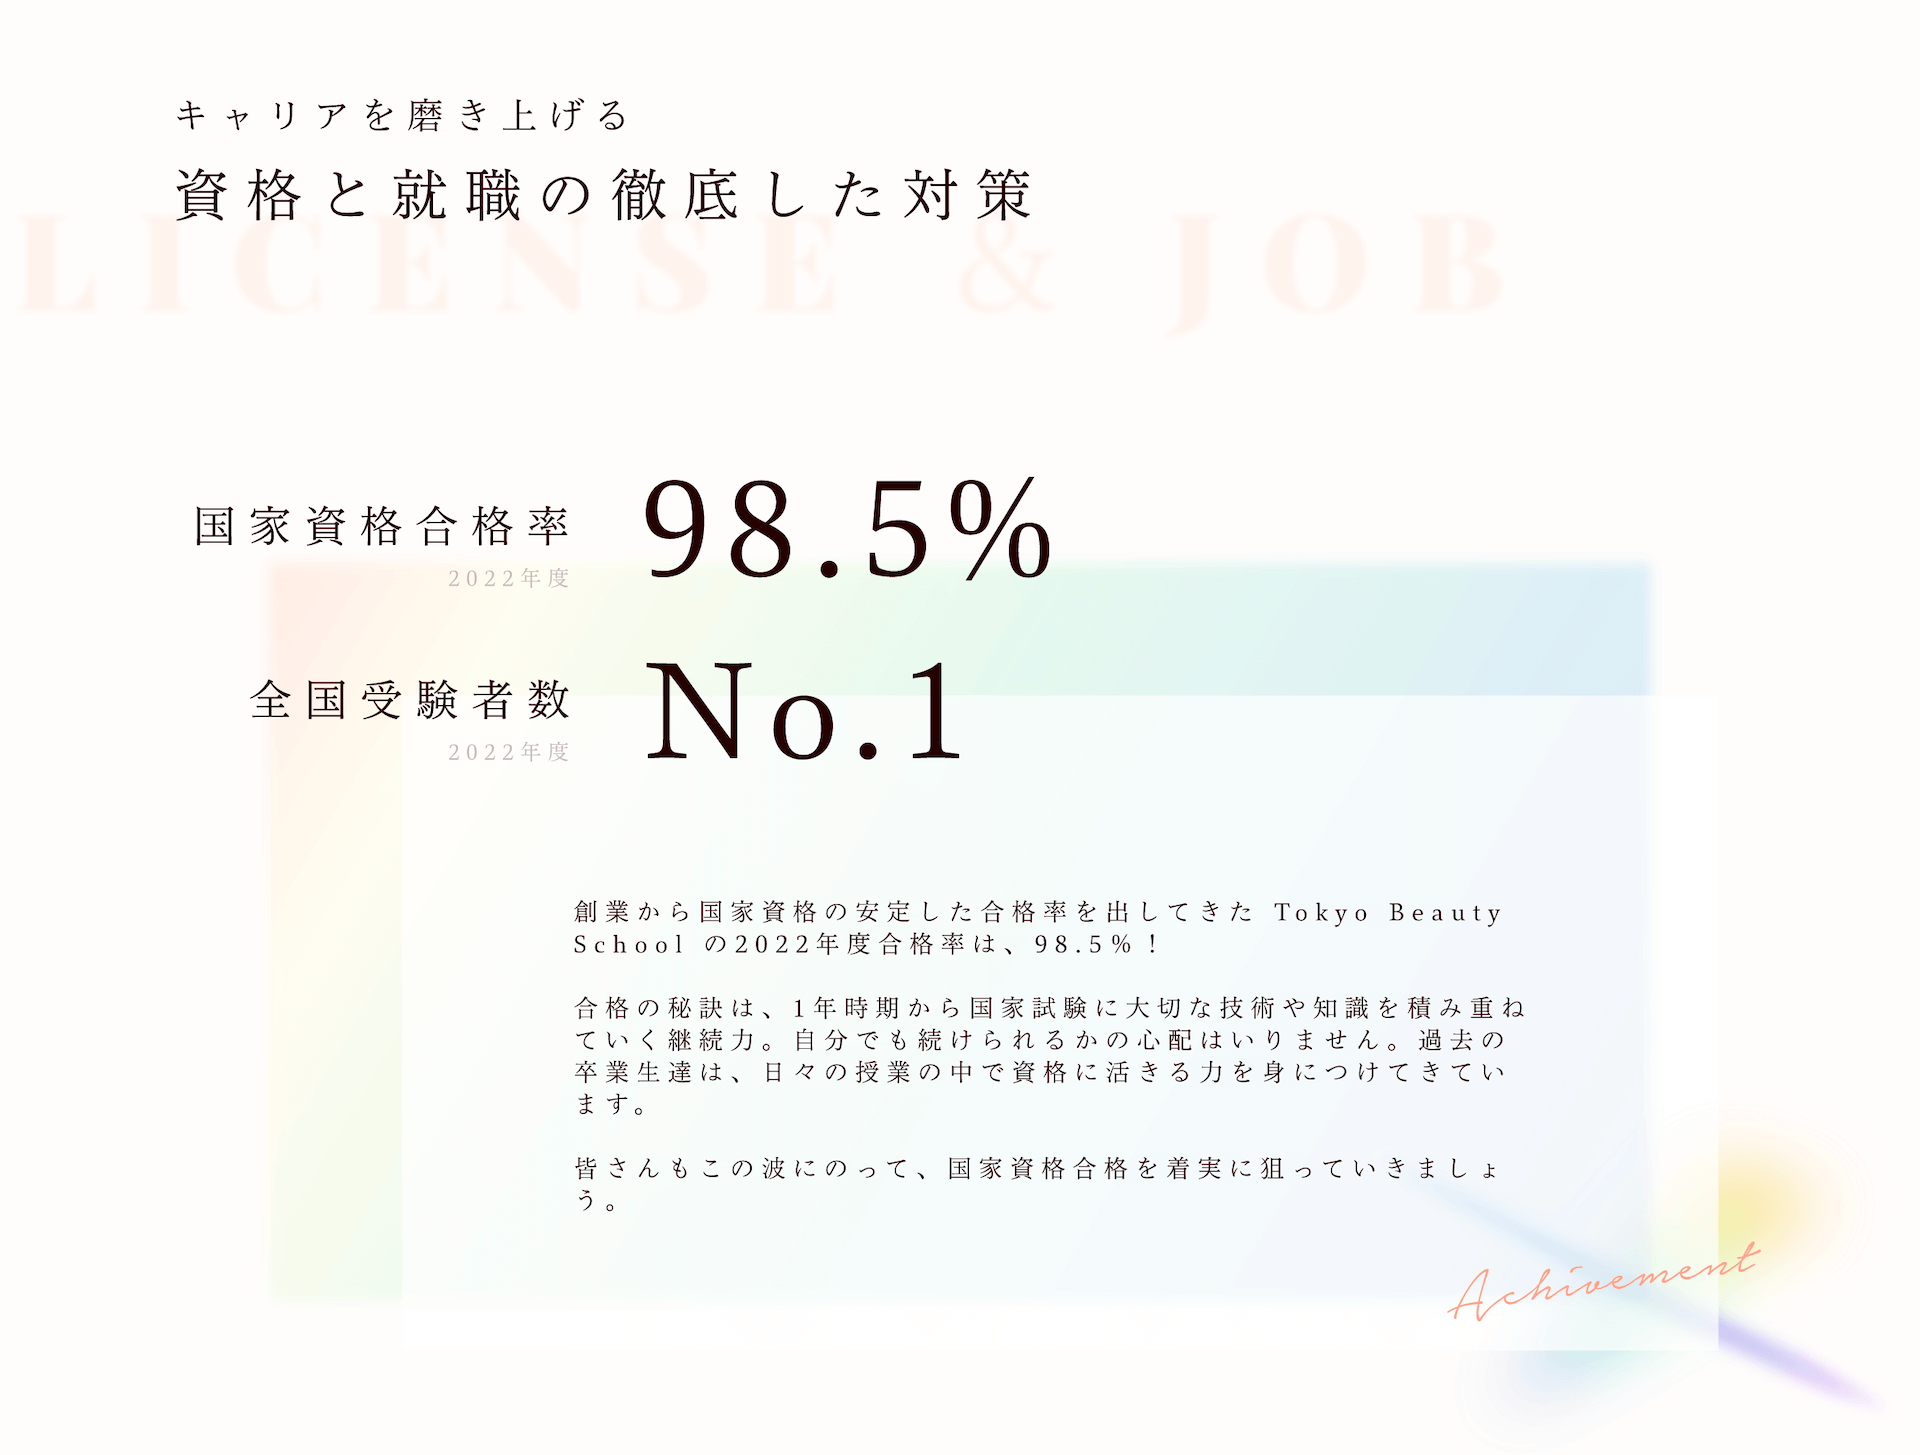 キャリアを磨き上げる
資格と就職の徹底した対策
LICENSE & JOB
国家資格合格率
2022年度
98.5%
全国受験者数
2022年度
No.1
創業から国家資格の安定した合格率を出してきた Tokyo Beauty
School の2022年度合格率は、98.5%！
合格の秘訣は、1年時期から国家試験に大切な技術や知識を積み重ね
ていく継続力。自分でも続けられるかの心配はいりません。過去の
卒業生達は、日々の授業の中で資格に活きる力を身につけてきてい
ます。
皆さんもこの波にのって、国家資格合格を着実に狙っていきましょ
う。
Achivement